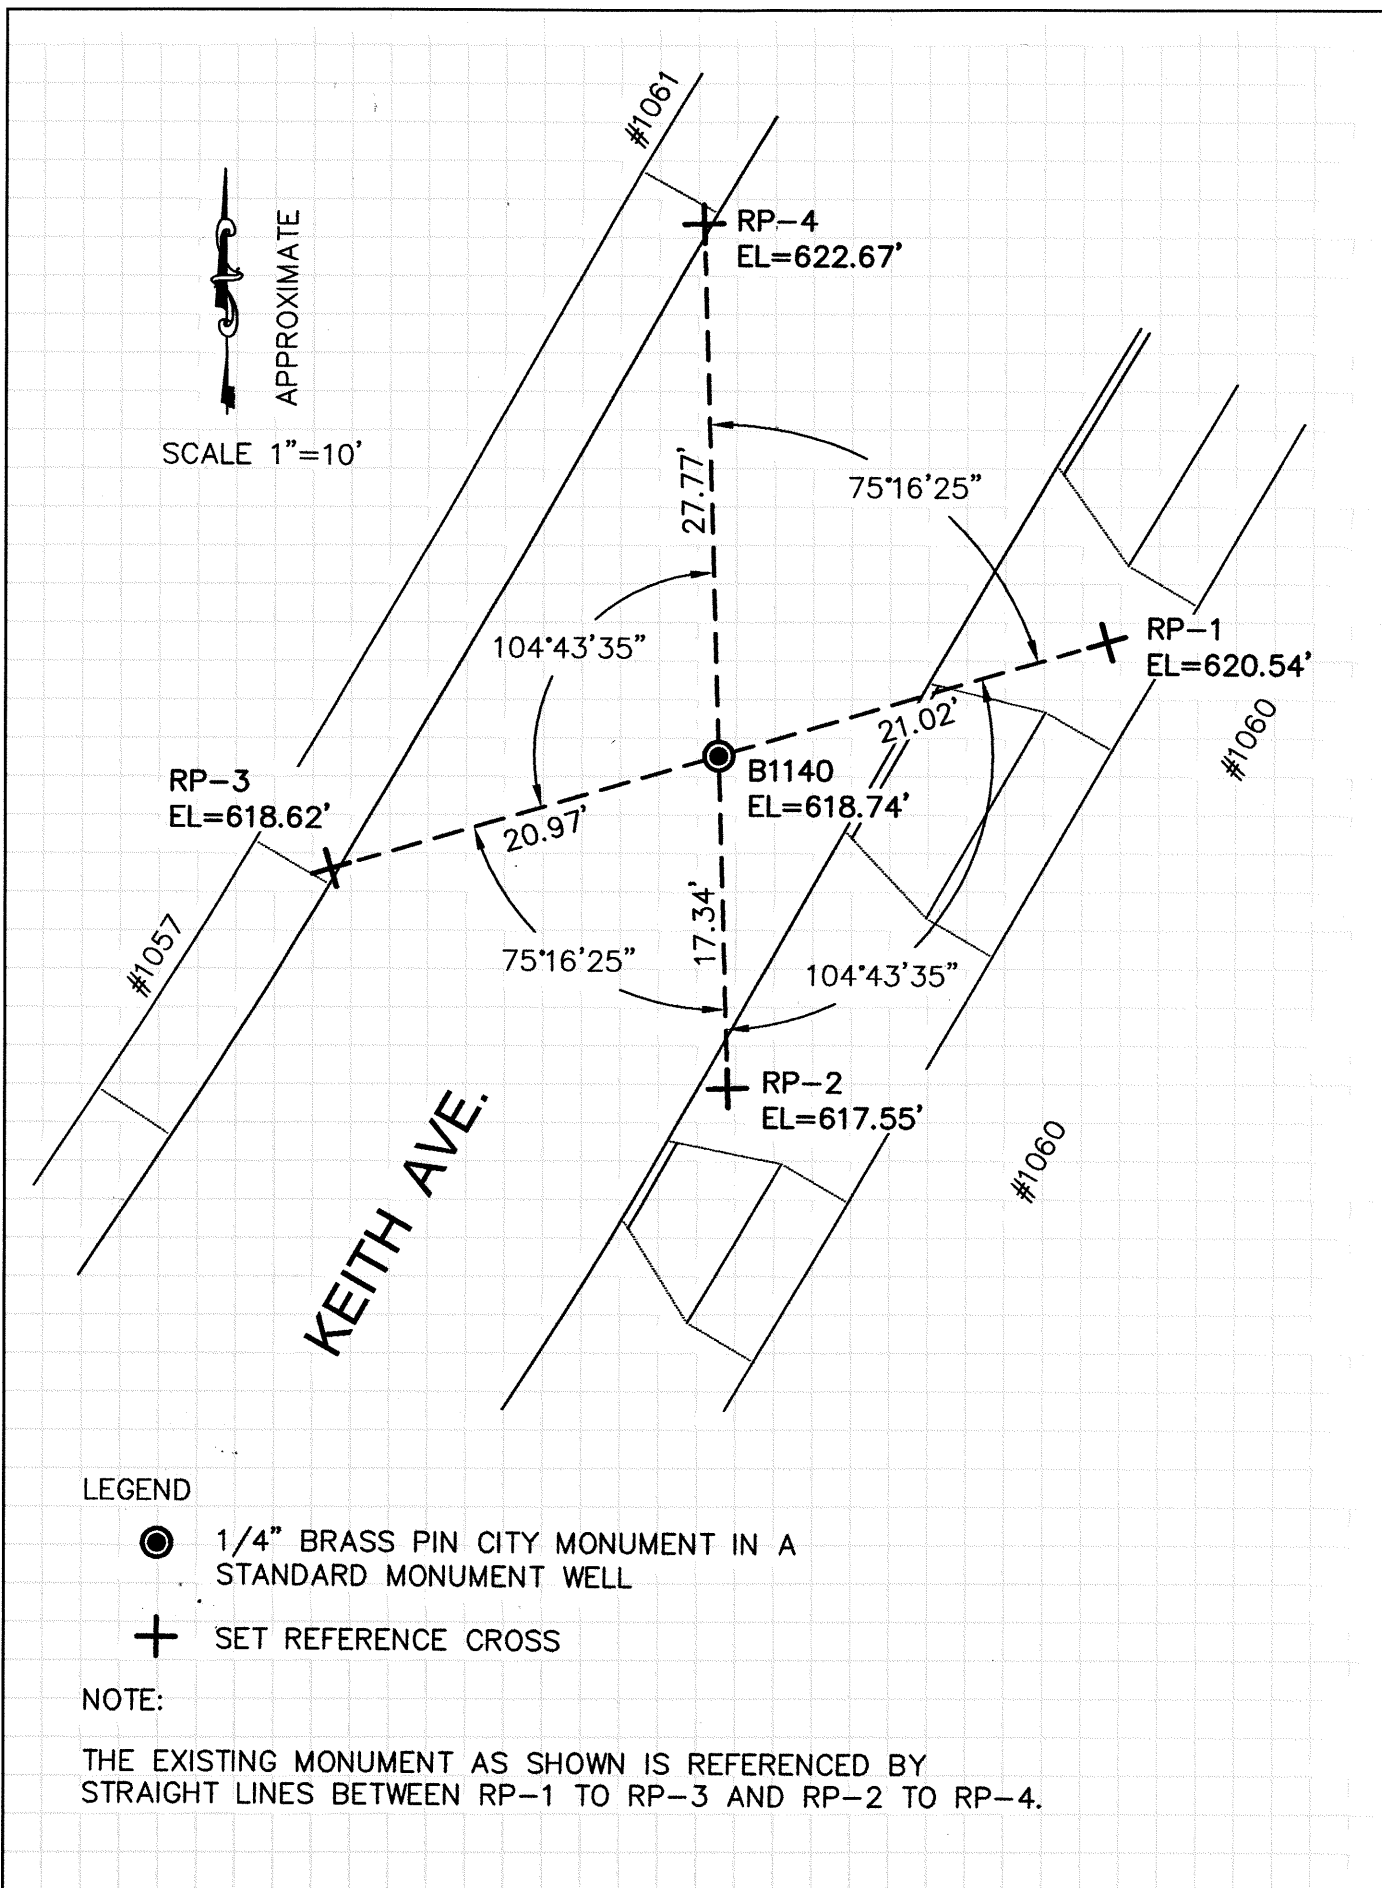 #1061
APPROXIMATE
SCALE 1”=10’
RP-4
EL=622.67’
27.77’
75°16’25”
104°43’35”
RP-1
EL=620.54’
21.02’
#1060
B1140
EL=618.74’
RP-3
EL=618.62’
20.97’
#1057
75°16’25”
17.34’
104°43’35”
RP-2
EL=617.55’
#1060
KEITH AVE.
LEGEND
1/4” BRASS PIN CITY MONUMENT IN A
STANDARD MONUMENT WELL
SET REFERENCE CROSS
NOTE:
THE EXISTING MONUMENT AS SHOWN IS REFERENCED BY
STRAIGHT LINES BETWEEN RP-1 TO RP-3 AND RP-2 TO RP-4.